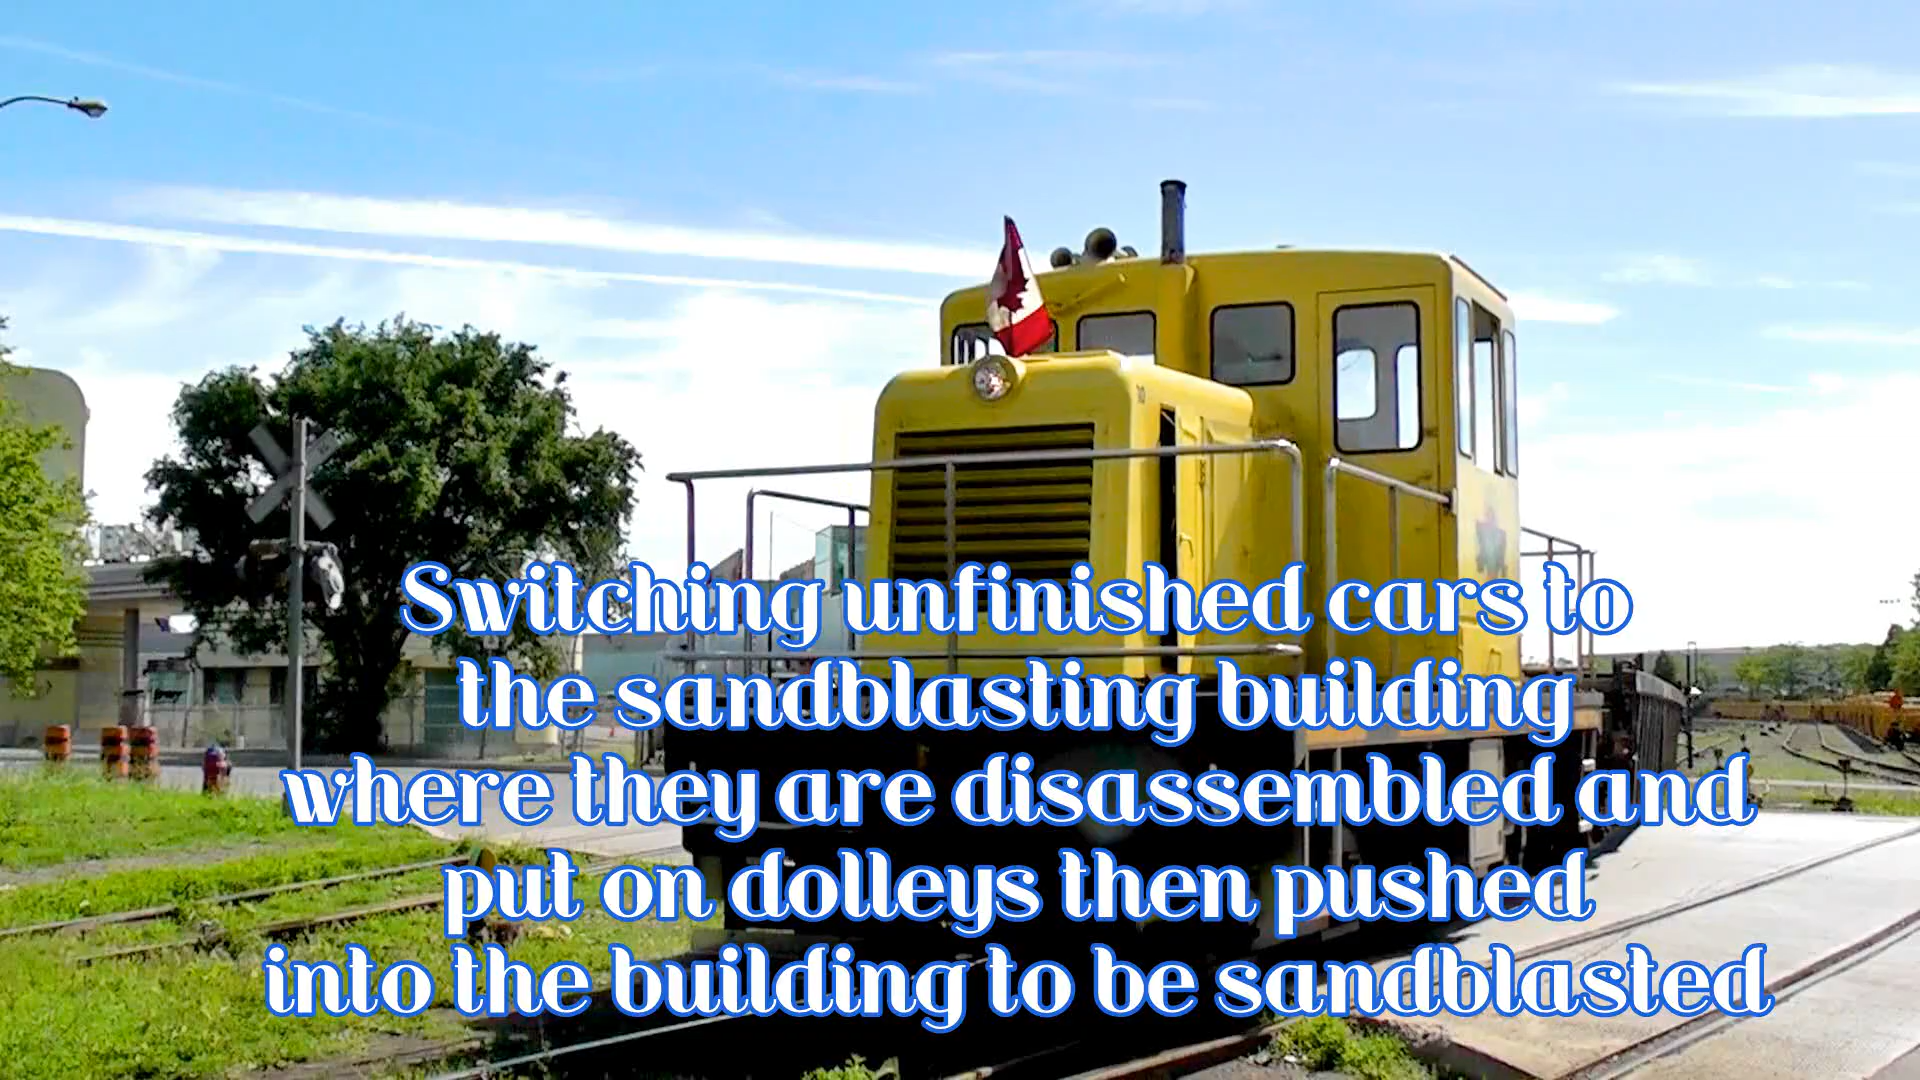 Switching unfinished cars to
the sandblasting building
where they are disassembled and
put on dolleys then pushed
into the building to be sandblasted